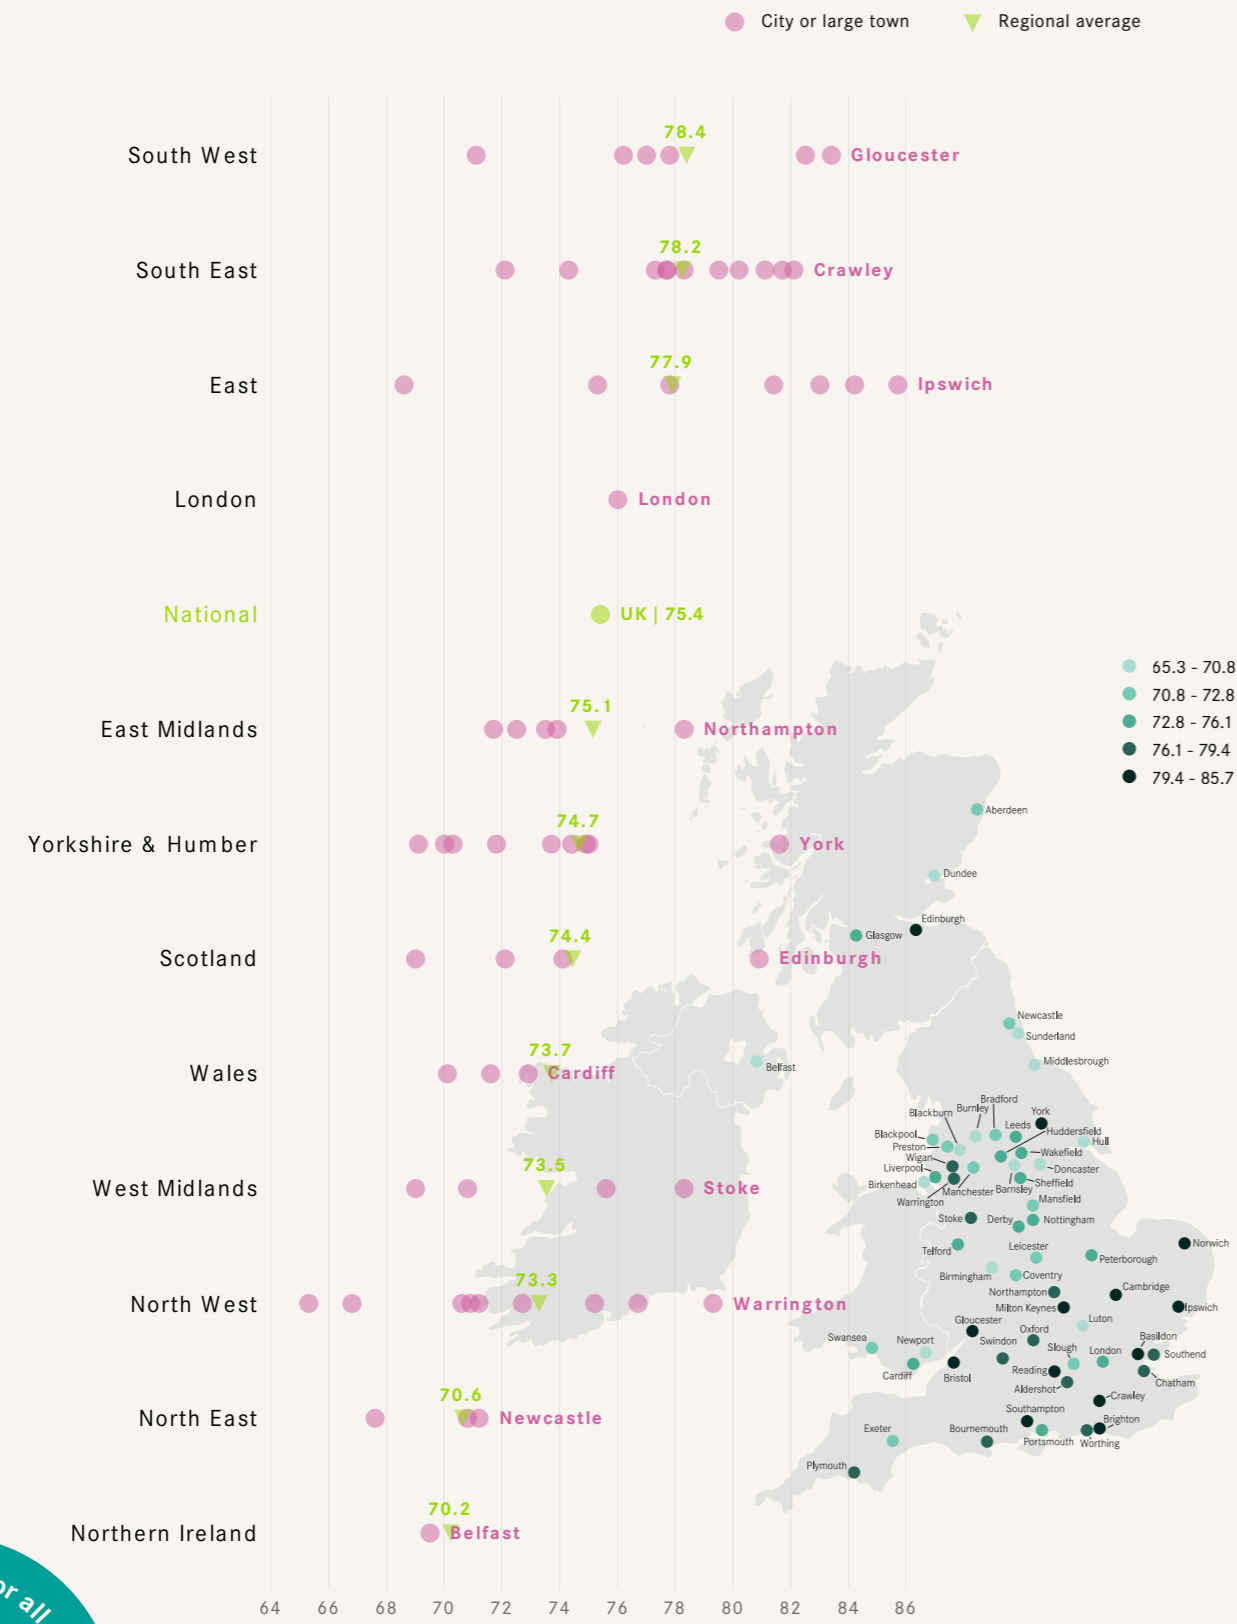 City or large town
Regional average
South West
78.4
Gloucester
South East
78.2
Crawley
East
77.9
Ipswich
London
London
National
UK | 75.4
East Midlands
75.1
Northampton
Yorkshire & Humber
74.7
York
Scotland
74.4
Edinburgh
Wales
73.7
Cardiff
West Midlands
73.5
Stoke
North West
73.3
Warrington
North East
70.6
Newcastle
Northern Ireland
70.2
Belfast
64 66 68 70 72 74 76 78 80 82 84 86
65.3 - 70.8
70.8 - 72.8
72.8 - 76.1
76.1 - 79.4
79.4 - 85.7
Aberdeen
Dundee
Edinburgh
Glasgow
Newcastle
Sunderland
Middlesbrough
Belfast
Bradford
Burnley
Blackburn
York
Leeds
Huddersfield
Blackpool
Preston
Hull
Wigan
Wakefield
Liverpool
Doncaster
Birkenhead
Sheffield
Manchester
Barnsley
Warrington
Mansfield
Stoke
Derby
Nottingham
Norwich
Telford
Leicester
Peterborough
Birmingham
Coventry
Northampton
Cambridge
Milton Keynes
Ipswich
Gloucester
Luton
Oxford
Basildon
Swansea
Newport
Swindon
Slough
London
Southend
Cardiff
Bristol
Reading
Chatham
Aldershot
Crawley
Southampton
Brighton
Exeter
Bournemouth
Portsmouth
Worthing
Plymouth
or all